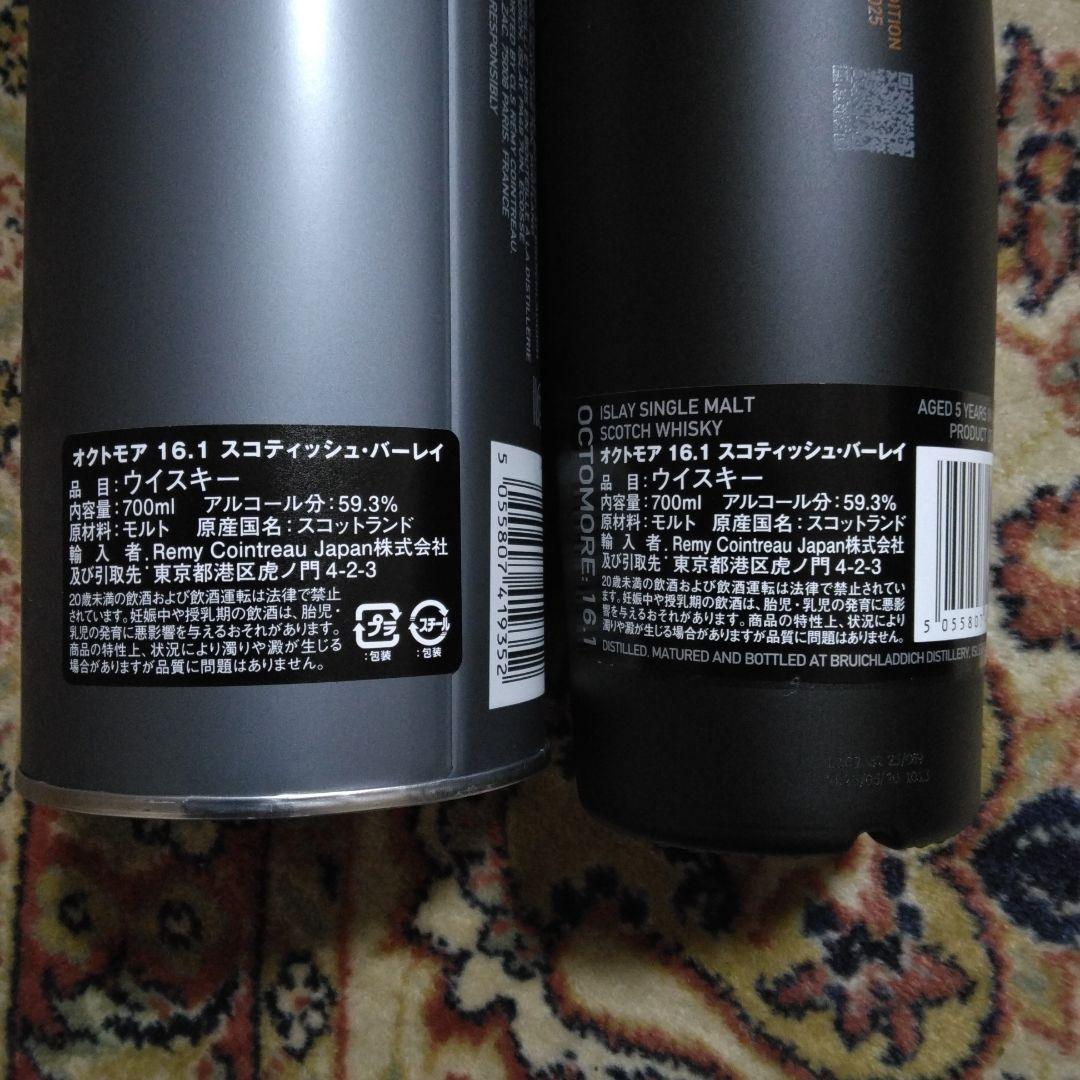 RESPONSIBLY
75008 PARIS, FRANCE
オクトモア 16.1 スコティッシュ・バーレイ
品 目:ウイスキー
内容量:700ml アルコール分:59.3%
原材料:モルト 原産国名:スコットランド
輸 入 者. Remy Cointreau Japan株式会社
及び引取先:東京都港区虎ノ門 4-2-3
20歳未満の飲酒および飲酒運転は法律で禁止
されています。妊娠中や授乳期の飲酒は、胎児・
乳児の発育に悪影響を与えるおそれがあります。
商品の特性上、状況により濁りや澱が生じる
場合がありますが品質に問題はありません。
プラ
:包装
スチール
:包装
5 055807 419352
2025
OCTOMORE: 16.1
ISLAY SINGLE MALT
SCOTCH WHISKY
AGED 5 YEARS
PRODUCT
オクトモア 16.1 スコティッシュ・バーレイ
品 目:ウイスキー
内容量:700ml アルコール分:59.3%
原材料:モルト 原産国名:スコットランド
輸 入 者. Remy Cointreau Japan株式会社
及び引取先:東京都港区虎ノ門 4-2-3
20歳未満の飲酒および飲酒運転は法律で禁止されてい
ます。妊娠中や授乳期の飲酒は、胎児・乳児の発育に悪影
響を与えるおそれがあります。商品の特性上、状況により
濁りや澱が生じる場合がありますが品質に問題はありません。
5 055807
DISTILLED, MATURED AND BOTTLED AT BRUICHLADDICH DISTILLERY,